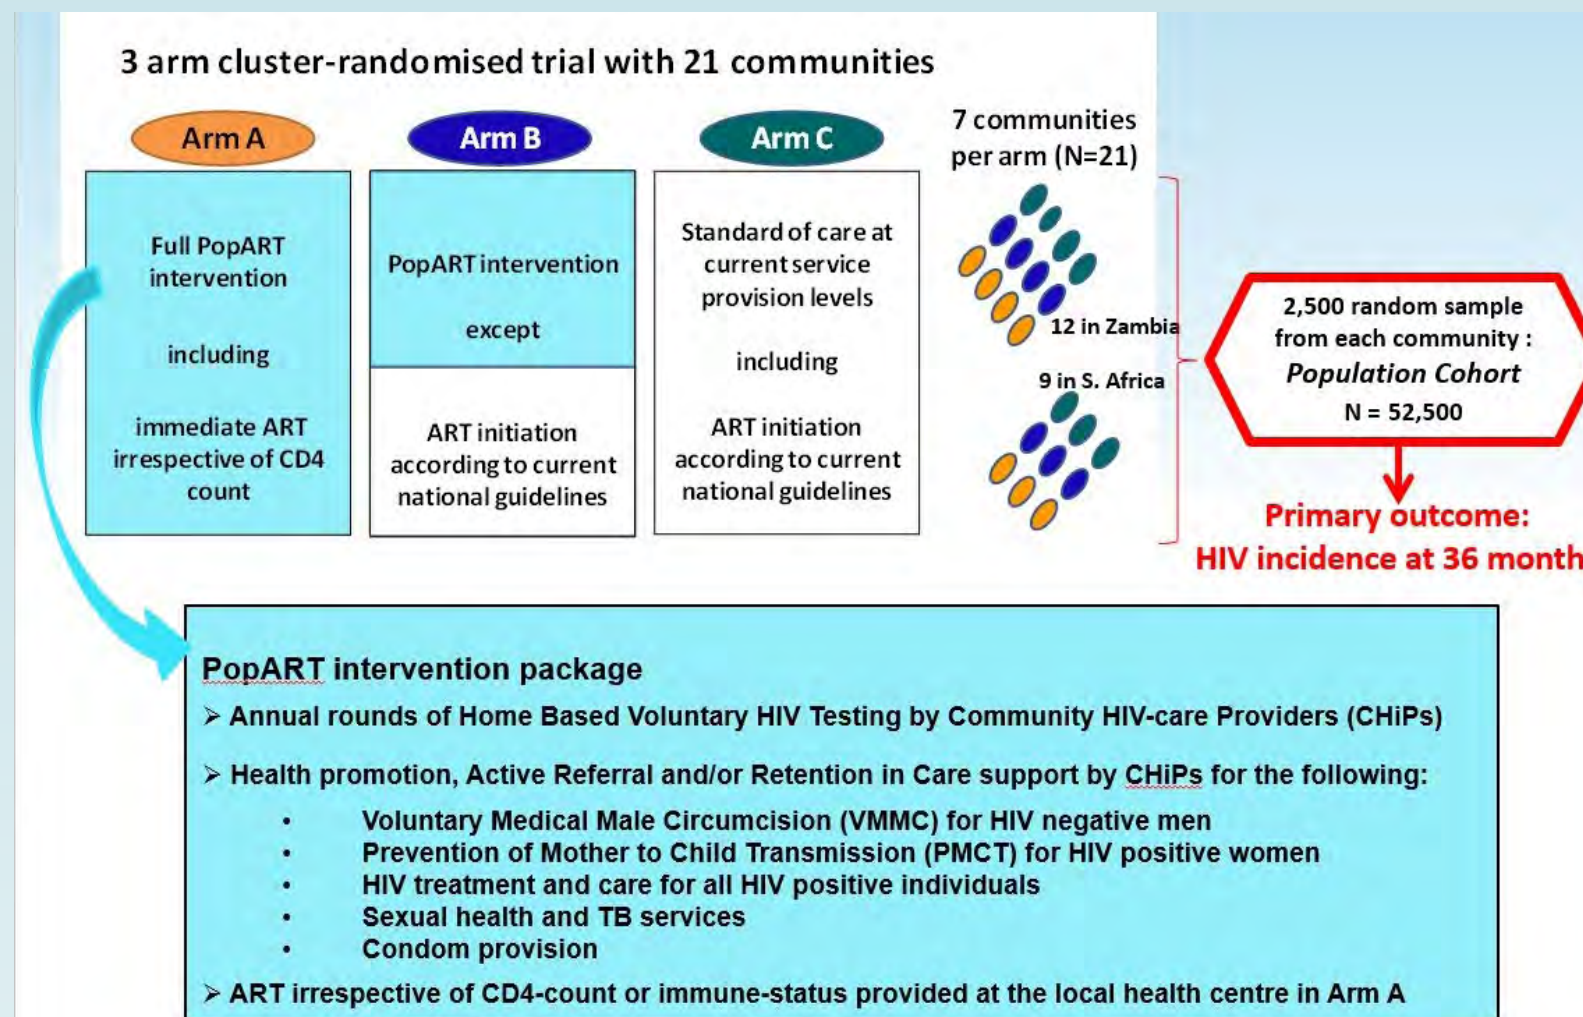 3 arm cluster-randomised trial with 21 communities
Arm A
Full PopART
intervention
including
immediate ART
irrespective of CD4
count
Arm B
PopART intervention
except
ART initiation
according to current
national guidelines
Arm C
Standard of care at
current service
provision levels
including
ART initiation
according to current
national guidelines
7 communities
per arm (N=21)
12 in Zambia
9 in S. Africa
2,500 random sample
from each community :
Population Cohort
N = 52,500
Primary outcome:
HIV incidence at 36 month
PopART intervention package
➢ Annual rounds of Home Based Voluntary HIV Testing by Community HIV-care Providers (CHiPs)
➢ Health promotion, Active Referral and/or Retention in Care support by CHiPs for the following:
• Voluntary Medical Male Circumcision (VMMC) for HIV negative men
• Prevention of Mother to Child Transmission (PMCT) for HIV positive women
• HIV treatment and care for all HIV positive individuals
• Sexual health and TB services
• Condom provision
➢ ART irrespective of CD4-count or immune-status provided at the local health centre in Arm A